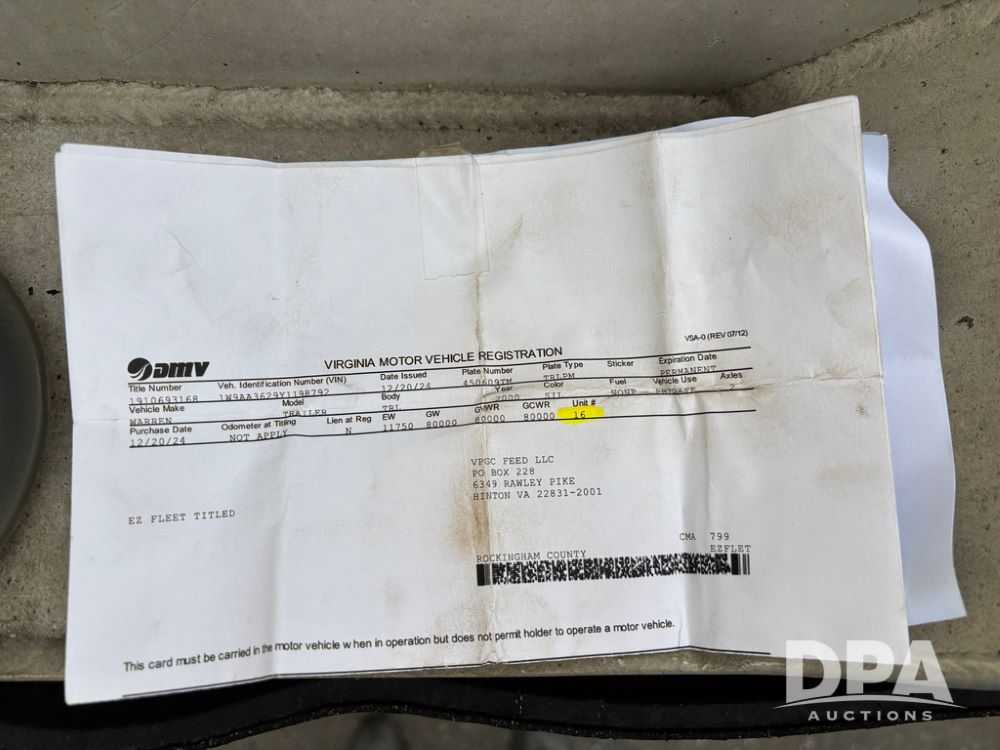 VSA-0 (REV 07/12)
DMV VIRGINIA MOTOR VEHICLE REGISTRATION
Title Number Veh. Identification Number (VIN) Date Issued Plate Number Plate Type Sticker Expiration Date
1910693168 1W9AA3629Y1198792 12/20/24 450609TM TRLPM PERMANENT
Vehicle Make Model Body Year Color Fuel Vehicle Use Axles
WARREN TRAILER TRL 2000 SIL NONE PRIVATE 2
Purchase Date Odometer at Titling Lien at Reg EW GW GVWR GCWR Unit #
12/20/24 NOT APPLY N 11750 80000 80000 80000 16
VPGC FEED LLC
PO BOX 228
6349 RAWLEY PIKE
HINTON VA 22831-2001
EZ FLEET TITLED
CMA 799
ROCKINGHAM COUNTY EZFLET
This card must be carried in the motor vehicle when in operation but does not permit holder to operate a motor vehicle.
DPA
AUCTIONS